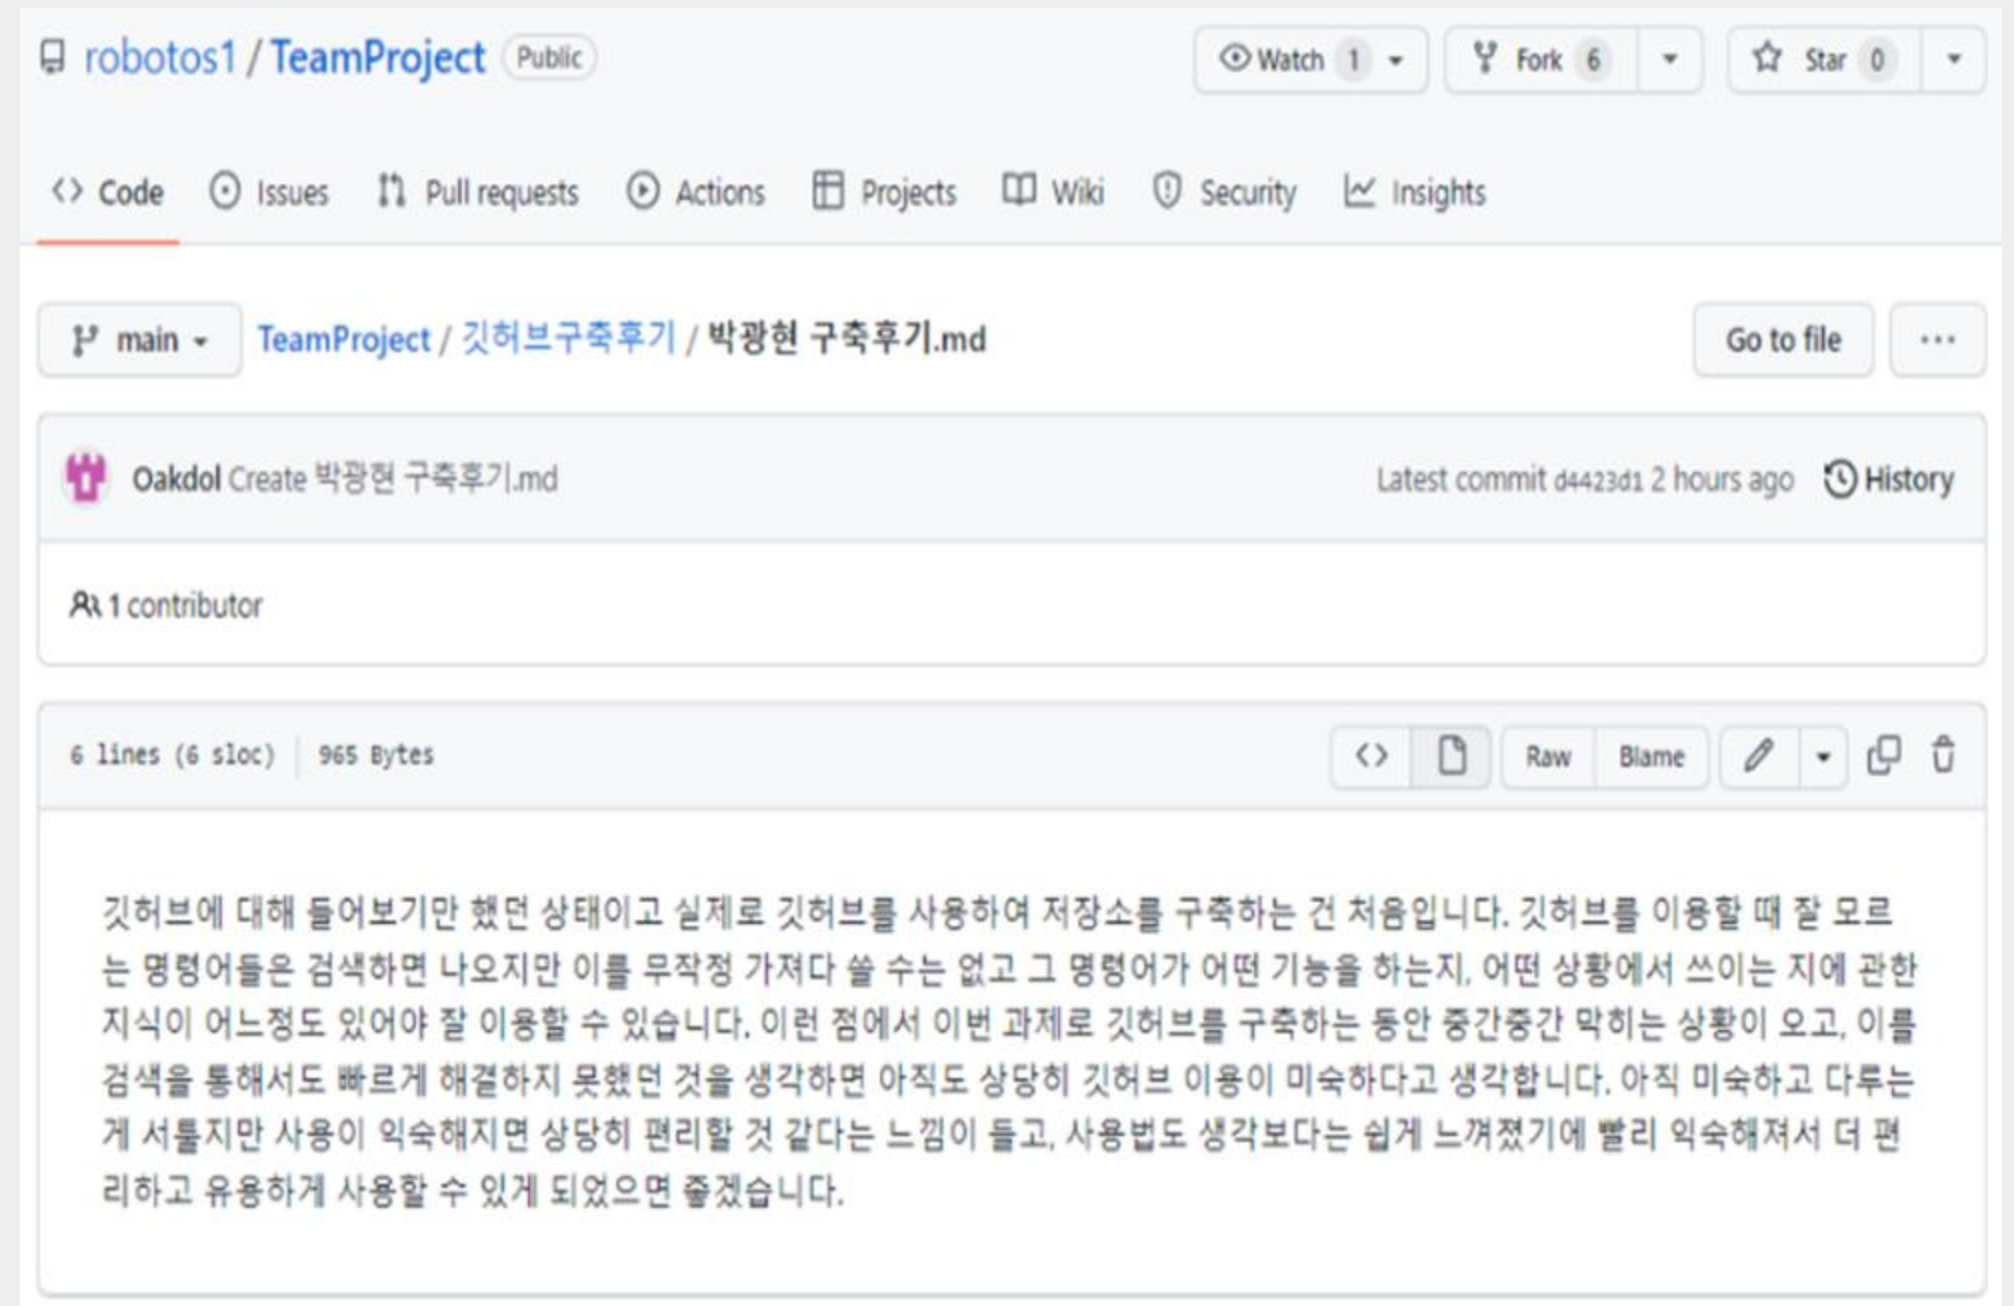 robotos1 / TeamProject Public Watch 1 Fork 6 Star 0
Code Issues Pull requests Actions Projects Wiki Security Insights
main TeamProject / 깃허브구축후기 / 박광현 구축후기.md Go to file ...
Oakdol Create 박광현 구축후기.md Latest commit d4423d1 2 hours ago History
1 contributor
6 lines (6 sloc) 965 Bytes Raw Blame
깃허브에 대해 들어보기만 했던 상태이고 실제로 깃허브를 사용하여 저장소를 구축하는 건 처음입니다. 깃허브를 이용할 때 잘 모르
는 명령어들은 검색하면 나오지만 이를 무작정 가져다 쓸 수는 없고 그 명령어가 어떤 기능을 하는지, 어떤 상황에서 쓰이는 지에 관한
지식이 어느정도 있어야 잘 이용할 수 있습니다. 이런 점에서 이번 과제로 깃허브를 구축하는 동안 중간중간 막히는 상황이 오고, 이를
검색을 통해서도 빠르게 해결하지 못했던 것을 생각하면 아직도 상당히 깃허브 이용이 미숙하다고 생각합니다. 아직 미숙하고 다루는
게 서툴지만 사용이 익숙해지면 상당히 편리할 것 같다는 느낌이 들고, 사용법도 생각보다는 쉽게 느껴졌기에 빨리 익숙해져서 더 편
리하고 유용하게 사용할 수 있게 되었으면 좋겠습니다.